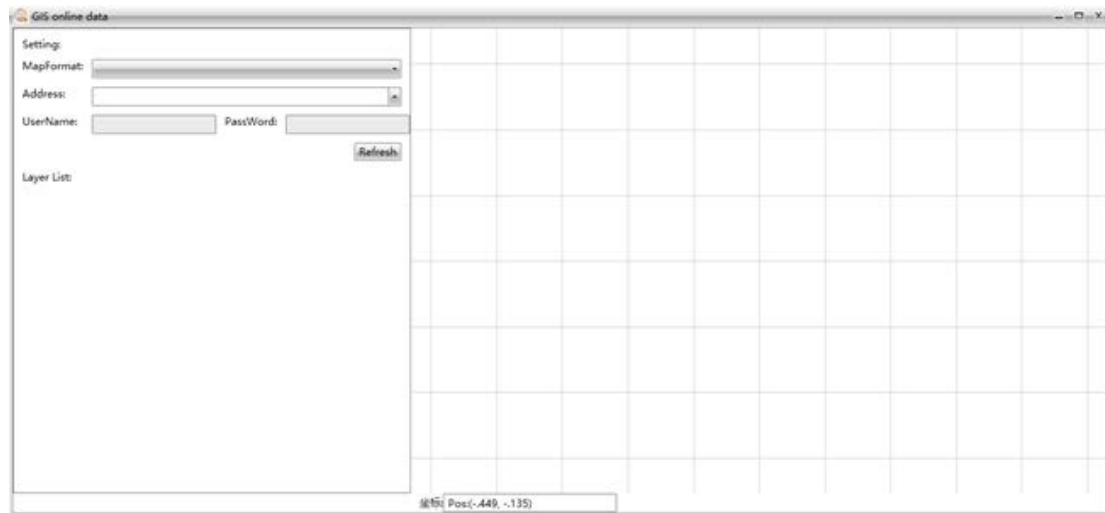 GIS online data
Setting:
MapFormat:
Address:
UserName: PassWord:
Refresh
Layer List:
坐标: Pos:(-.449, -.135)